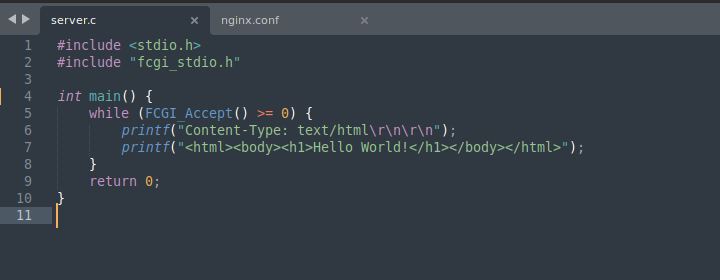 server.c × nginx.conf ×
1 #include <stdio.h>
2 #include "fcgi_stdio.h"
3
4 int main() {
5     while (FCGI_Accept() >= 0) {
6         printf("Content-Type: text/html\r\n\r\n");
7         printf("<html><body><h1>Hello World!</h1></body></html>");
8     }
9     return 0;
10 }
11